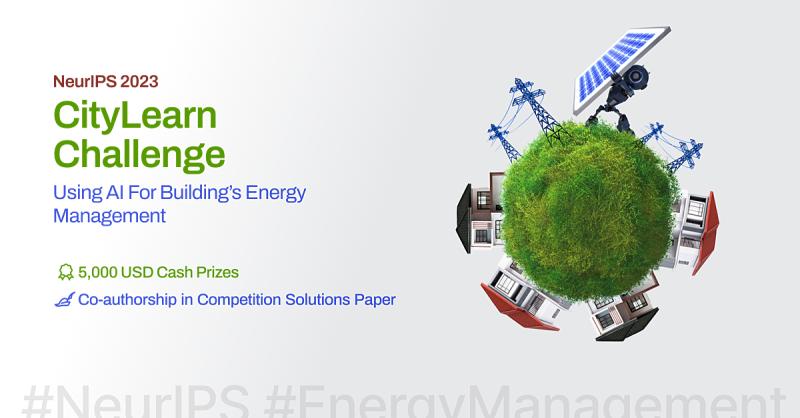 NeurIPS 2023
CityLearn
Challenge
Using AI For Building's Energy
Management
5,000 USD Cash Prizes
Co-authorship in Competition Solutions Paper
#NeurIPS #EnergyManagement